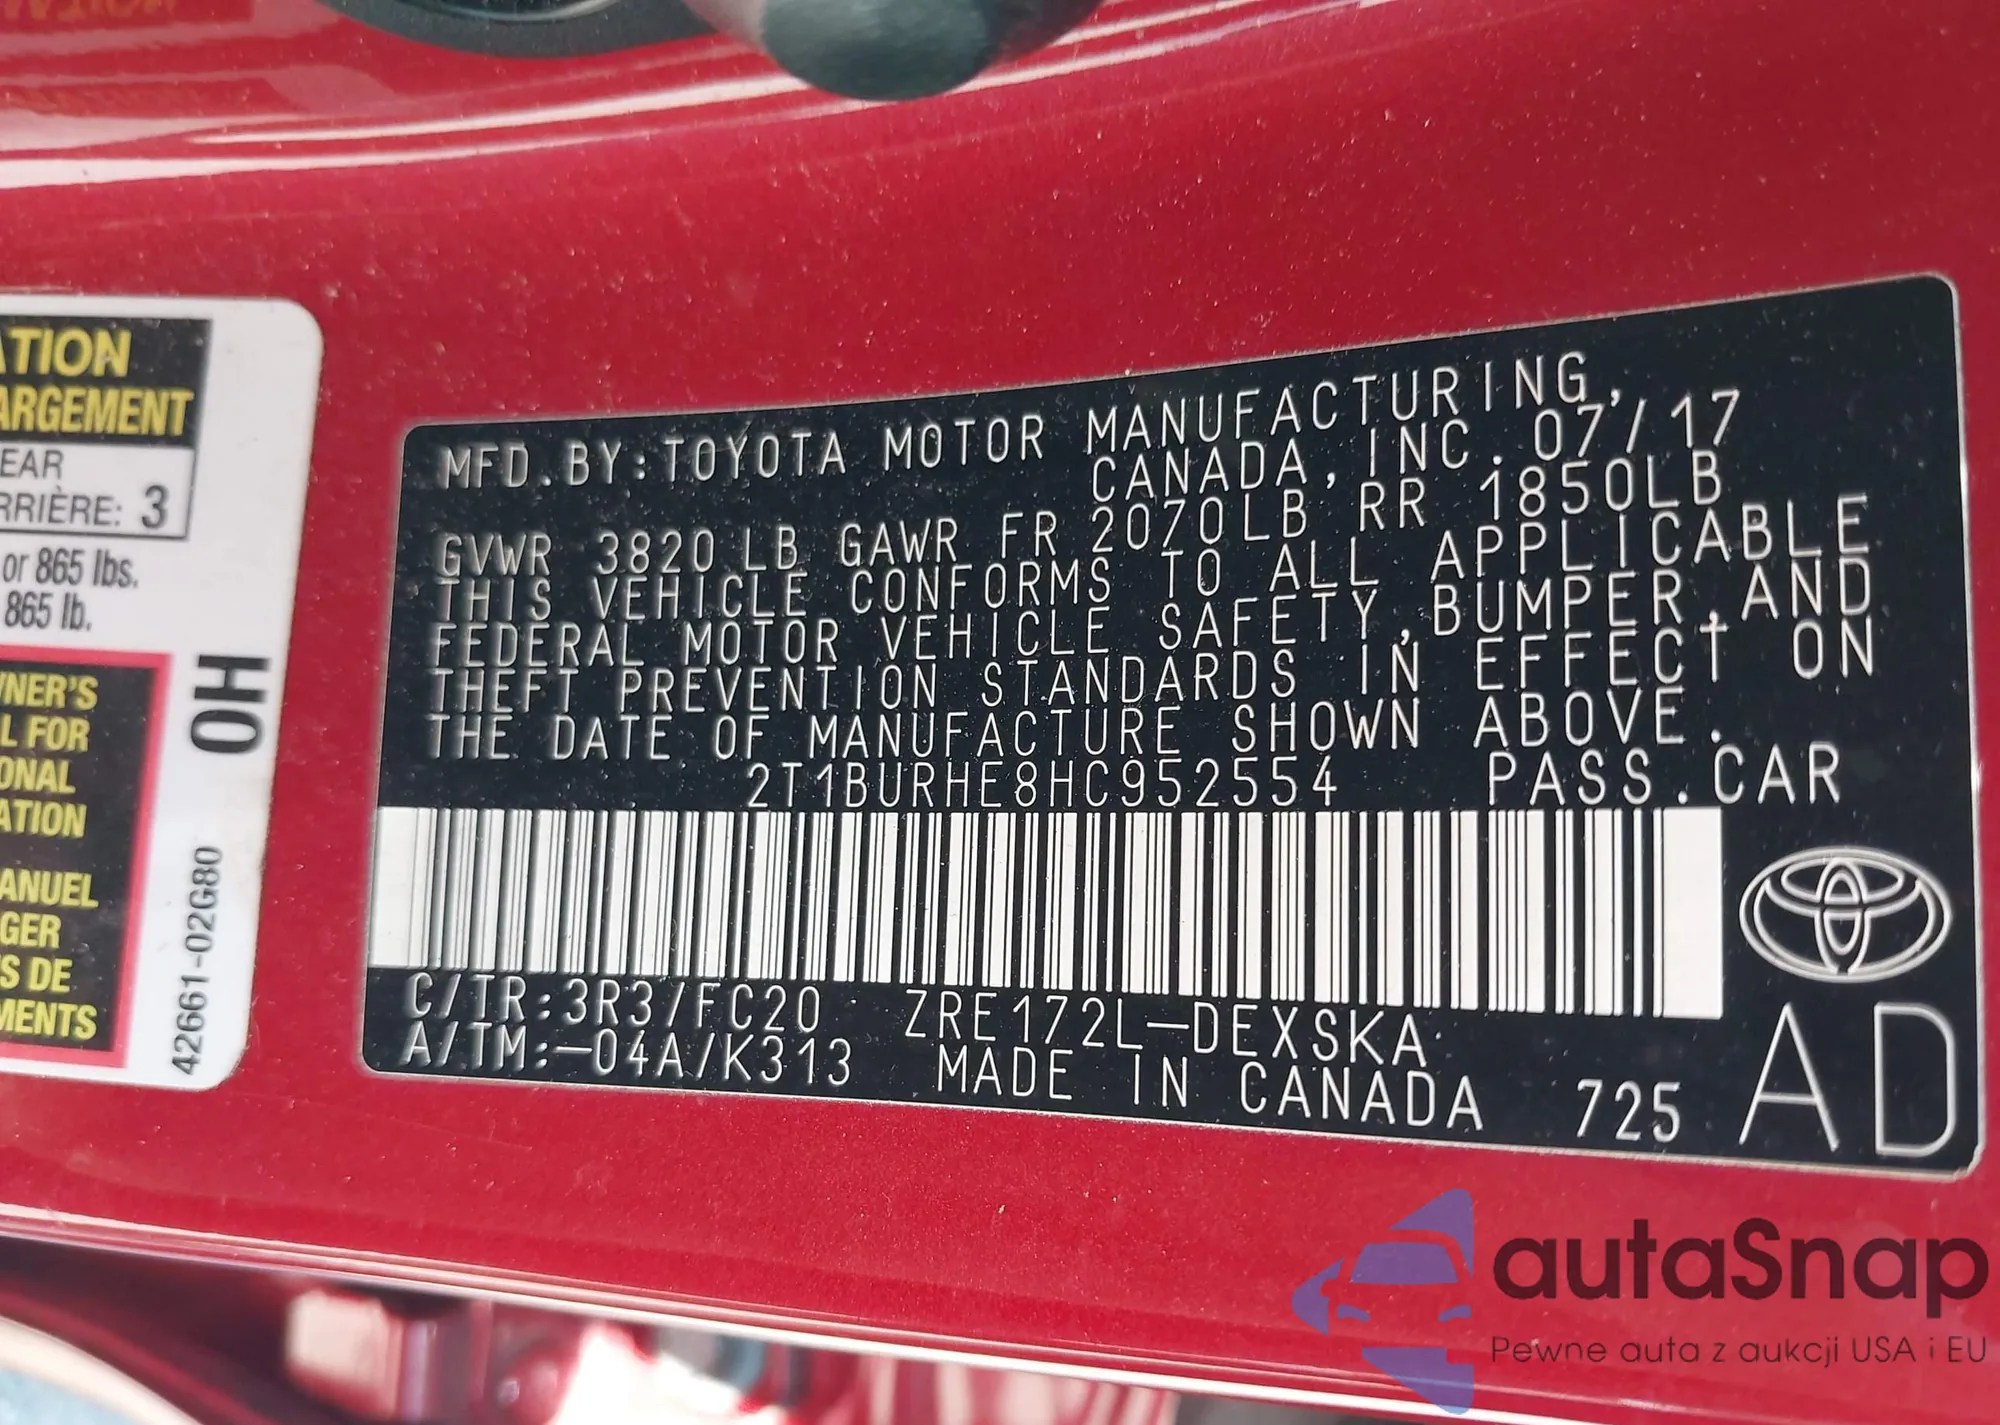 ATION
ARGEMENT
EAR
RRIÈRE: 3
or 865 lbs.
865 lb.
WNER'S
L FOR
ONAL
ATION
ANUEL
GER
S DE
MENTS
OH
42661-02G80
MFD.BY:TOYOTA MOTOR MANUFACTURING,
CANADA,INC.07/17
GVWR 3820LB GAWR FR 2070LB RR 1850LB
THIS VEHICLE CONFORMS TO ALL APPLICABLE
FEDERAL MOTOR VEHICLE SAFETY,BUMPER,AND
THEFT PREVENTION STANDARDS IN EFFECT ON
THE DATE OF MANUFACTURE SHOWN ABOVE.
2T1BURHE8HC952554 PASS.CAR
C/TR:3R3/FC20 ZRE172L-DEXSKA
A/TM:-04A/K313 MADE IN CANADA 725
AD
autaSnap
Pewne auta z aukcji USA i EU